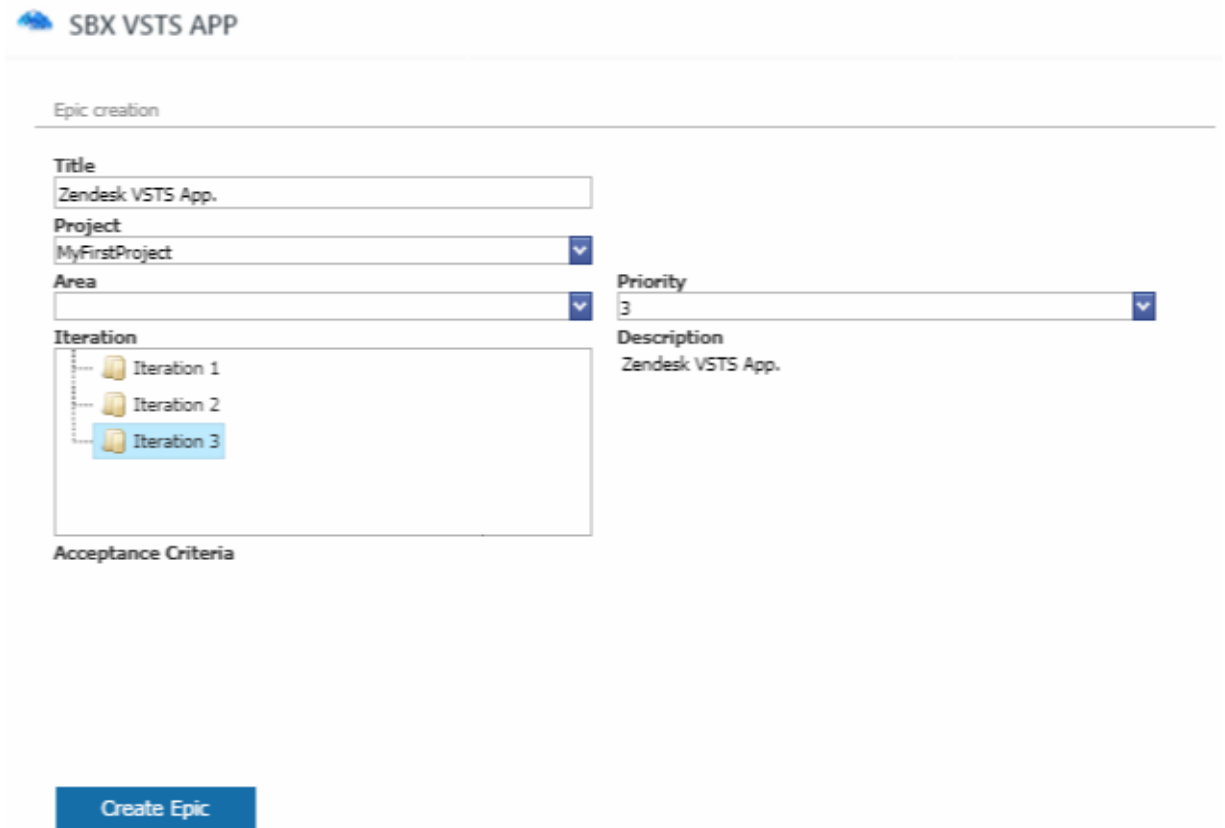 SBX VSTS APP
Epic creation
Title
Zendesk VSTS App.
Project
MyFirstProject
Area
Priority
3
Iteration
Description
Iteration 1
Zendesk VSTS App.
Iteration 2
Iteration 3
Acceptance Criteria
Create Epic